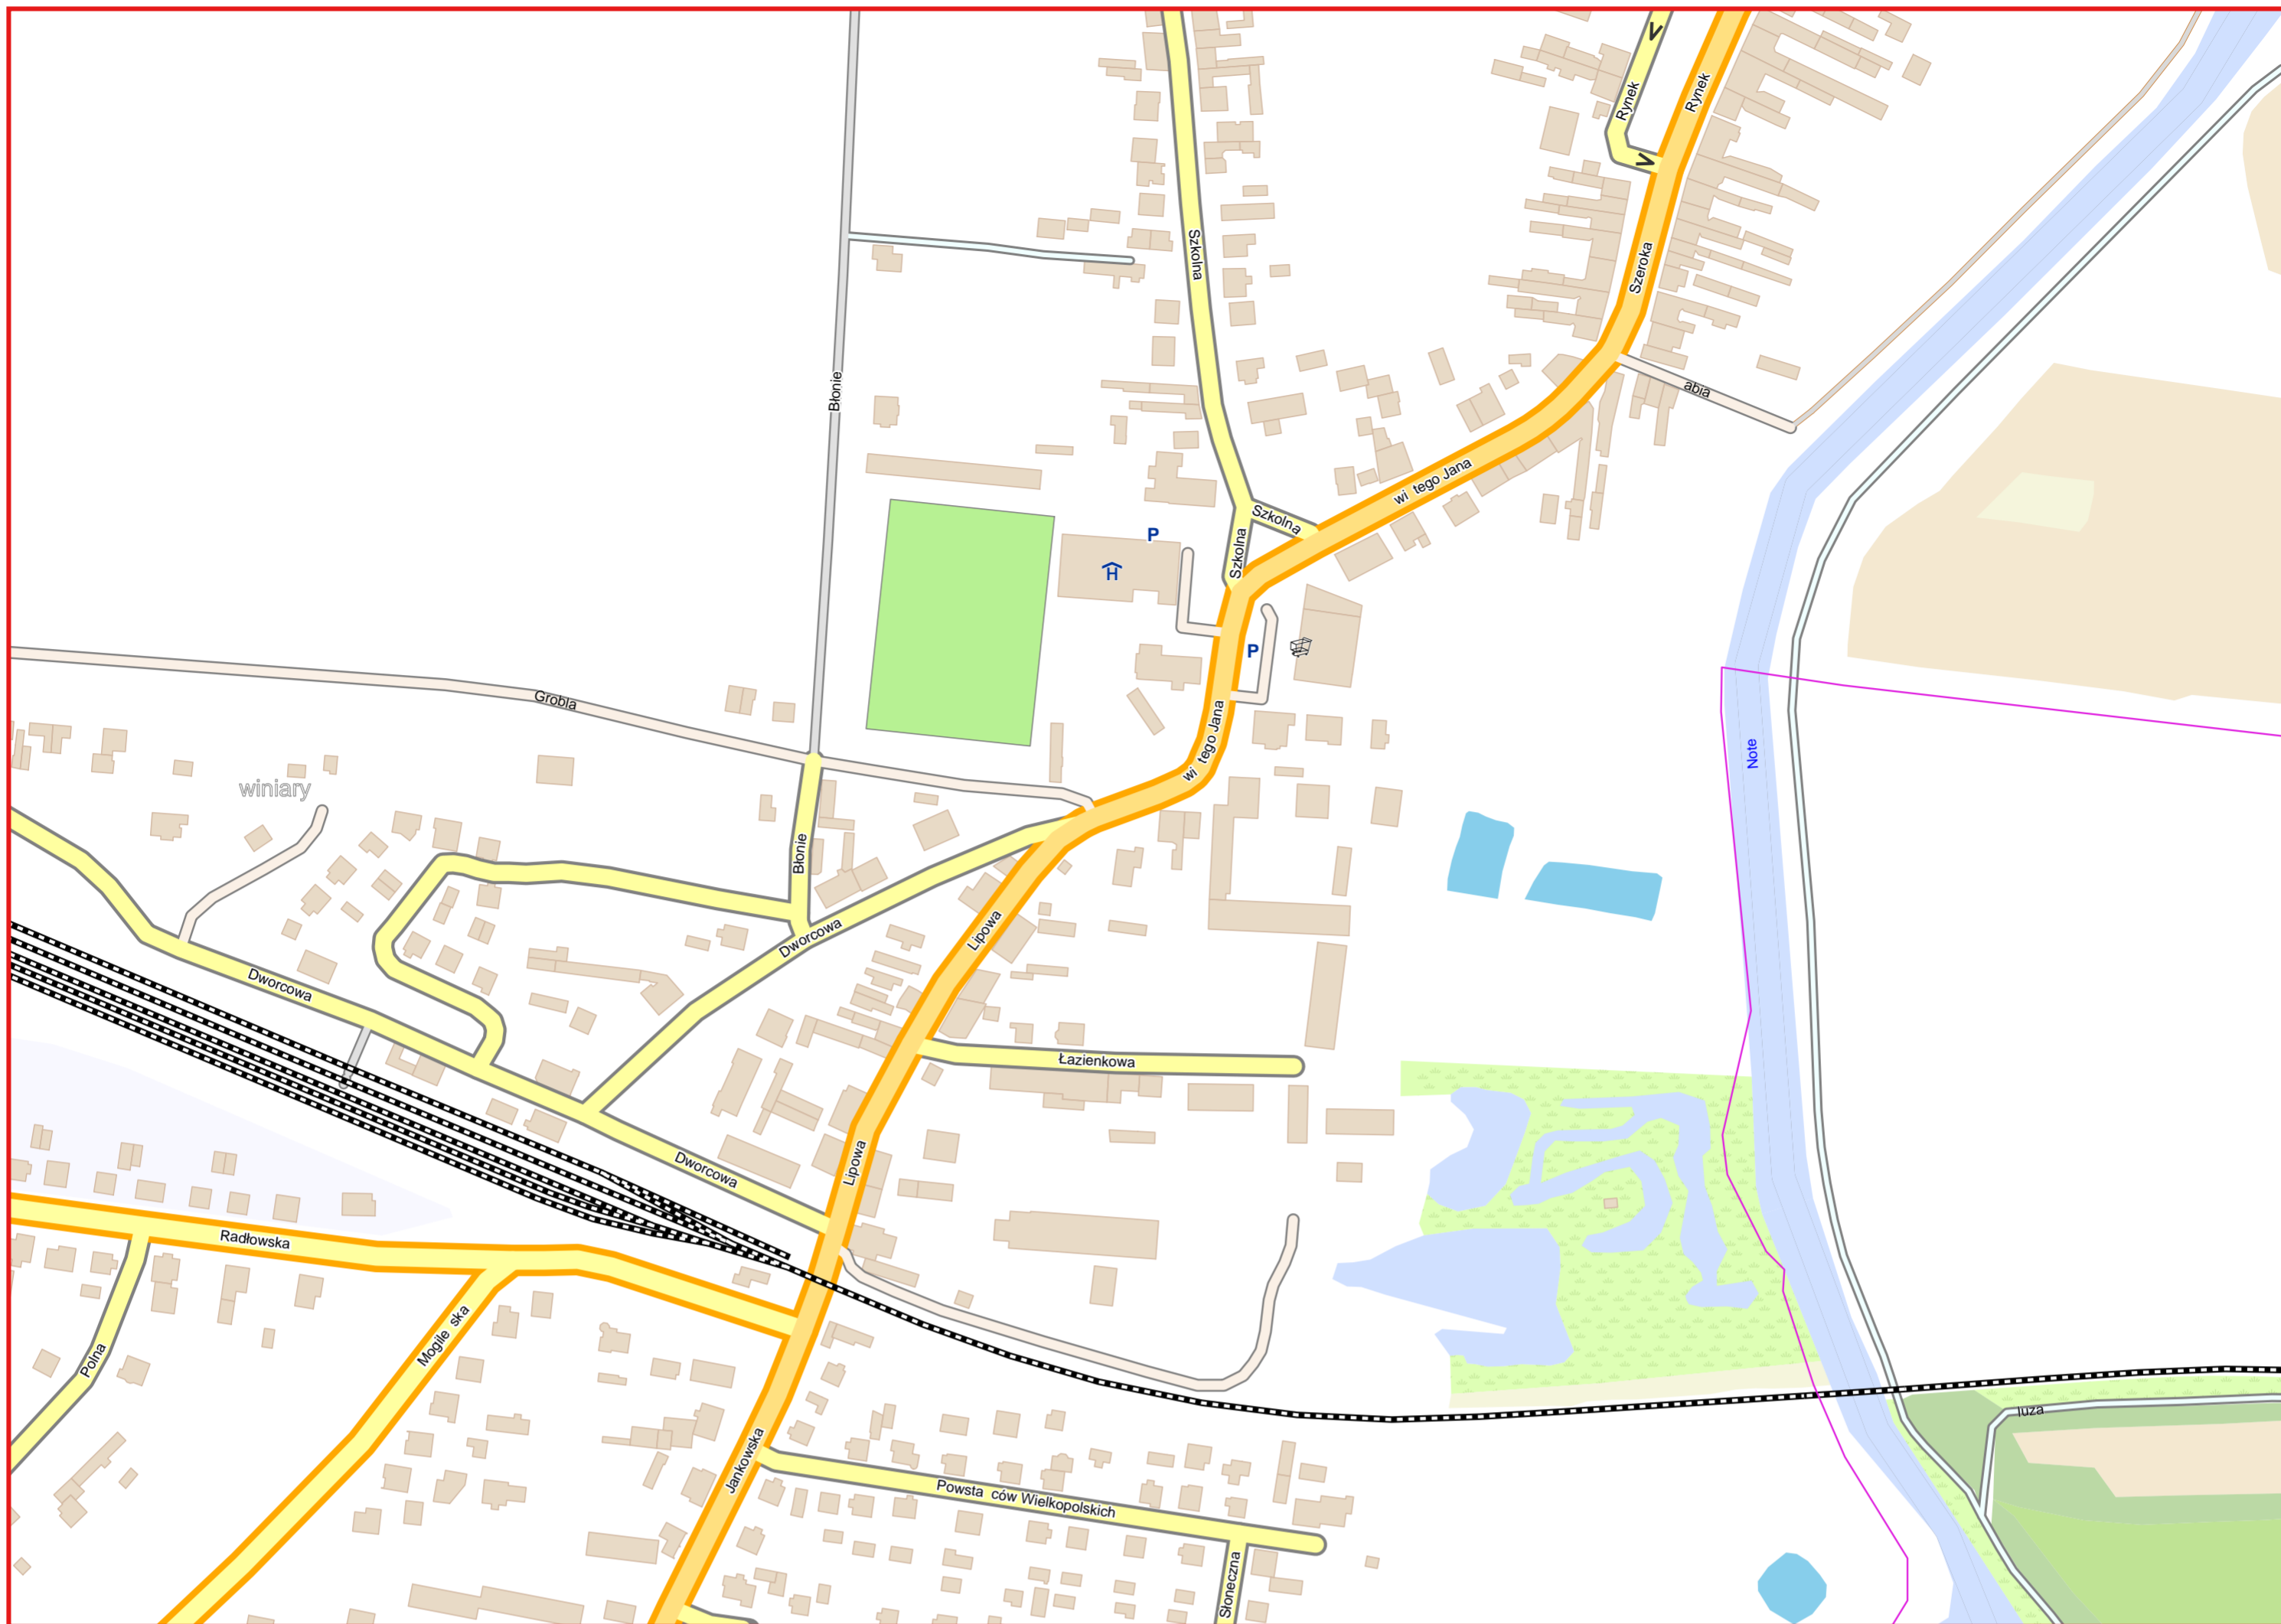 Rynek
Rynek
Szkolna
Szeroka
Błonie
abia
wi tego Jana
Szkolna
P
Szkolna
H
P
Grobla
wi tego Jana
Note
winiary
Błonie
Lipowa
Dworcowa
Dworcowa
Łazienkowa
Lipowa
Dworcowa
Radłowska
Mogile ska
Polna
luza
Jankowska
Powsta ców Wielkopolskich
Słoneczna